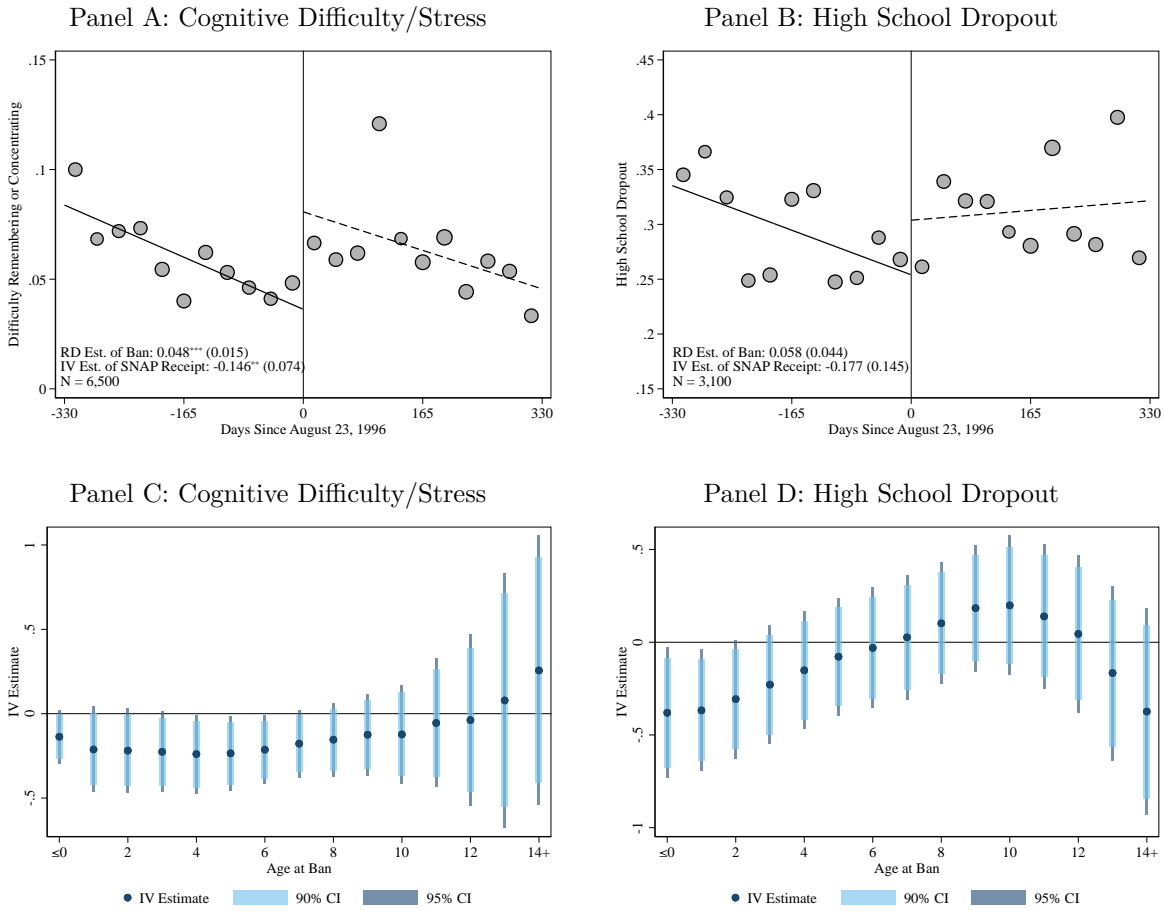 Panel A: Cognitive Difficulty/Stress
Difficulty Remembering or Concentrating
.15
.1
.05
0
RD Est. of Ban: 0.048*** (0.015)
IV Est. of SNAP Receipt: -0.146** (0.074)
N = 6,500
-330 -165 0 165 330
Days Since August 23, 1996
Panel B: High School Dropout
High School Dropout
.45
.4
.35
.3
.25
.2
.15
RD Est. of Ban: 0.058 (0.044)
IV Est. of SNAP Receipt: -0.177 (0.145)
N = 3,100
-330 -165 0 165 330
Days Since August 23, 1996
Panel C: Cognitive Difficulty/Stress
IV Estimate
1
.5
0
-.5
≤0 2 4 6 8 10 12 14+
Age at Ban
IV Estimate 90% CI 95% CI
Panel D: High School Dropout
IV Estimate
.5
0
-.5
-1
≤0 2 4 6 8 10 12 14+
Age at Ban
IV Estimate 90% CI 95% CI